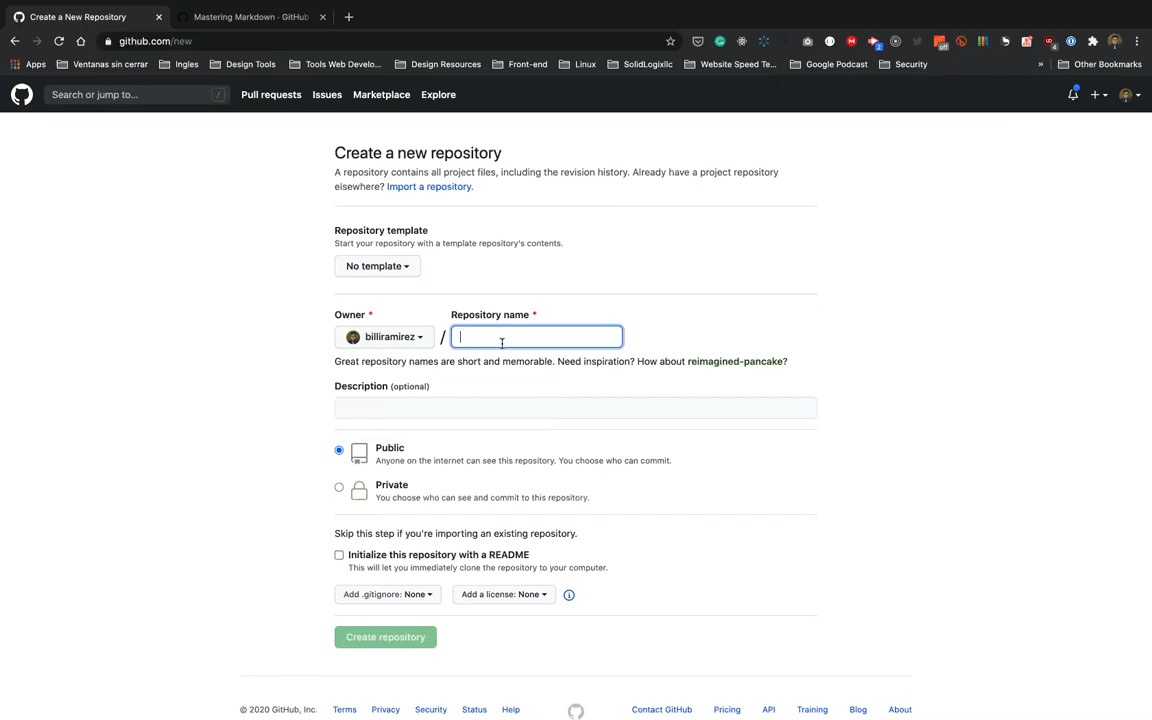 Create a New Repository
Mastering Markdown · GitHub
github.com/new
2
off
4
Apps
Ventanas sin cerrar
Ingles
Design Tools
Tools Web Develo...
Design Resources
Front-end
Linux
SolidLogixllc
Website Speed Te...
Google Podcast
Security
»
Other Bookmarks
Search or jump to...
/
Pull requests
Issues
Marketplace
Explore
Create a new repository
A repository contains all project files, including the revision history. Already have a project repository
elsewhere? Import a repository.
Repository template
Start your repository with a template repository's contents.
No template
Owner *
Repository name *
billiramirez
/
Great repository names are short and memorable. Need inspiration? How about reimagined-pancake?
Description (optional)
Public
Anyone on the internet can see this repository. You choose who can commit.
Private
You choose who can see and commit to this repository.
Skip this step if you're importing an existing repository.
Initialize this repository with a README
This will let you immediately clone the repository to your computer.
Add .gitignore: None
Add a license: None
Create repository
© 2020 GitHub, Inc.
Terms
Privacy
Security
Status
Help
Contact GitHub
Pricing
API
Training
Blog
About